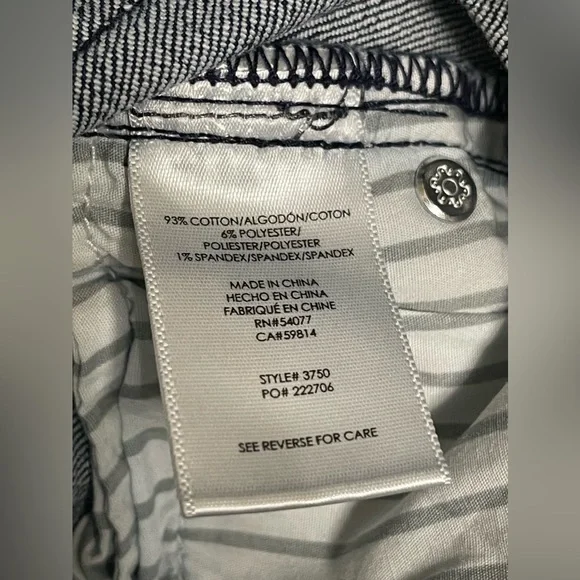 93% COTTON/ALGODÓN/COTON
6% POLYESTER/
POLIESTER/POLYESTER
1% SPANDEX/SPANDEX/SPANDEX
MADE IN CHINA
HECHO EN CHINA
FABRIQUÉ EN CHINE
RN#54077
CA#59814
STYLE# 3750
PO# 222706
SEE REVERSE FOR CARE